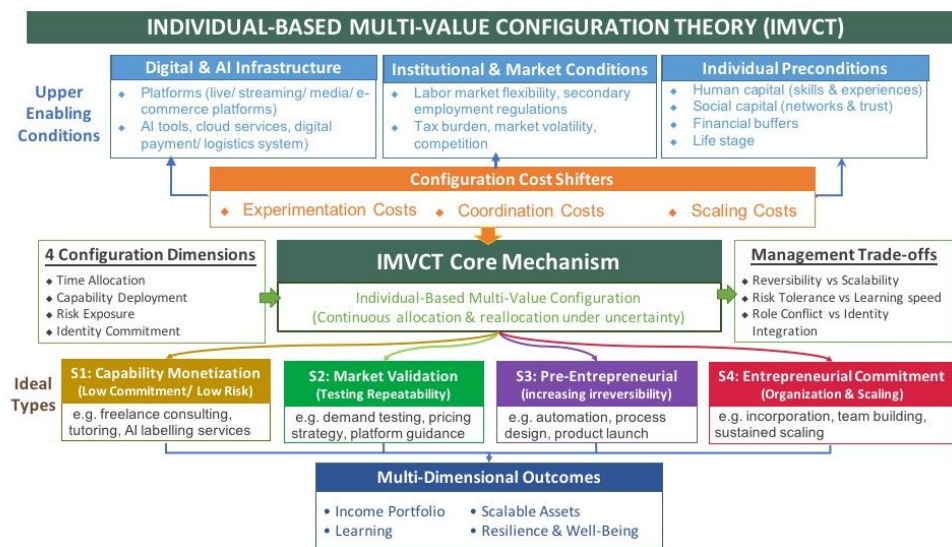 INDIVIDUAL-BASED MULTI-VALUE CONFIGURATION THEORY (IMVCT)
Upper
Enabling
Conditions
Digital & AI Infrastructure
Platforms (live/ streaming/ media/ e-
commerce platforms)
AI tools, cloud services, digital
payment/ logistics system)
Institutional & Market Conditions
Labor market flexibility, secondary
employment regulations
Tax burden, market volatility,
competition
Individual Preconditions
Human capital (skills & experiences)
Social capital (networks & trust)
Financial buffers
Life stage
Configuration Cost Shifters
Experimentation Costs
Coordination Costs
Scaling Costs
4 Configuration Dimensions
Time Allocation
Capability Deployment
Risk Exposure
Identity Commitment
IMVCT Core Mechanism
Individual-Based Multi-Value Configuration
(Continuous allocation & reallocation under uncertainty)
Management Trade-offs
Reversibility vs Scalability
Risk Tolerance vs Learning speed
Role Conflict vs Identity
Integration
Ideal
Types
S1: Capability Monetization
(Low Commitment/ Low Risk)
e.g. freelance consulting,
tutoring, AI labelling services
S2: Market Validation
(Testing Repeatability)
e.g. demand testing, pricing
strategy, platform guidance
S3: Pre-Entrepreneurial
(increasing irreversibility)
e.g. automation, process
design, product launch
S4: Entrepreneurial Commitment
(Organization & Scaling)
e.g. incorporation, team building,
sustained scaling
Multi-Dimensional Outcomes
• Income Portfolio
• Learning
• Scalable Assets
• Resilience & Well-Being